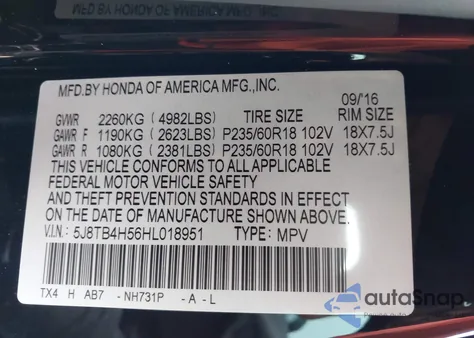 MFD.BY HONDA OF AMERICA MFG.,INC.
09/16
GVWR 2260KG (4982LBS) TIRE SIZE RIM SIZE
GAWR F 1190KG (2623LBS) P235/60R18 102V 18X7.5J
GAWR R 1080KG (2381LBS) P235/60R18 102V 18X7.5J
THIS VEHICLE CONFORMS TO ALL APPLICABLE
FEDERAL MOTOR VEHICLE SAFETY
AND THEFT PREVENTION STANDARDS IN EFFECT
ON THE DATE OF MANUFACTURE SHOWN ABOVE.
V.I.N.: 5J8TB4H56HL018951 TYPE: MPV
TX4 H AB7 - NH731P - A - L
autoSnap